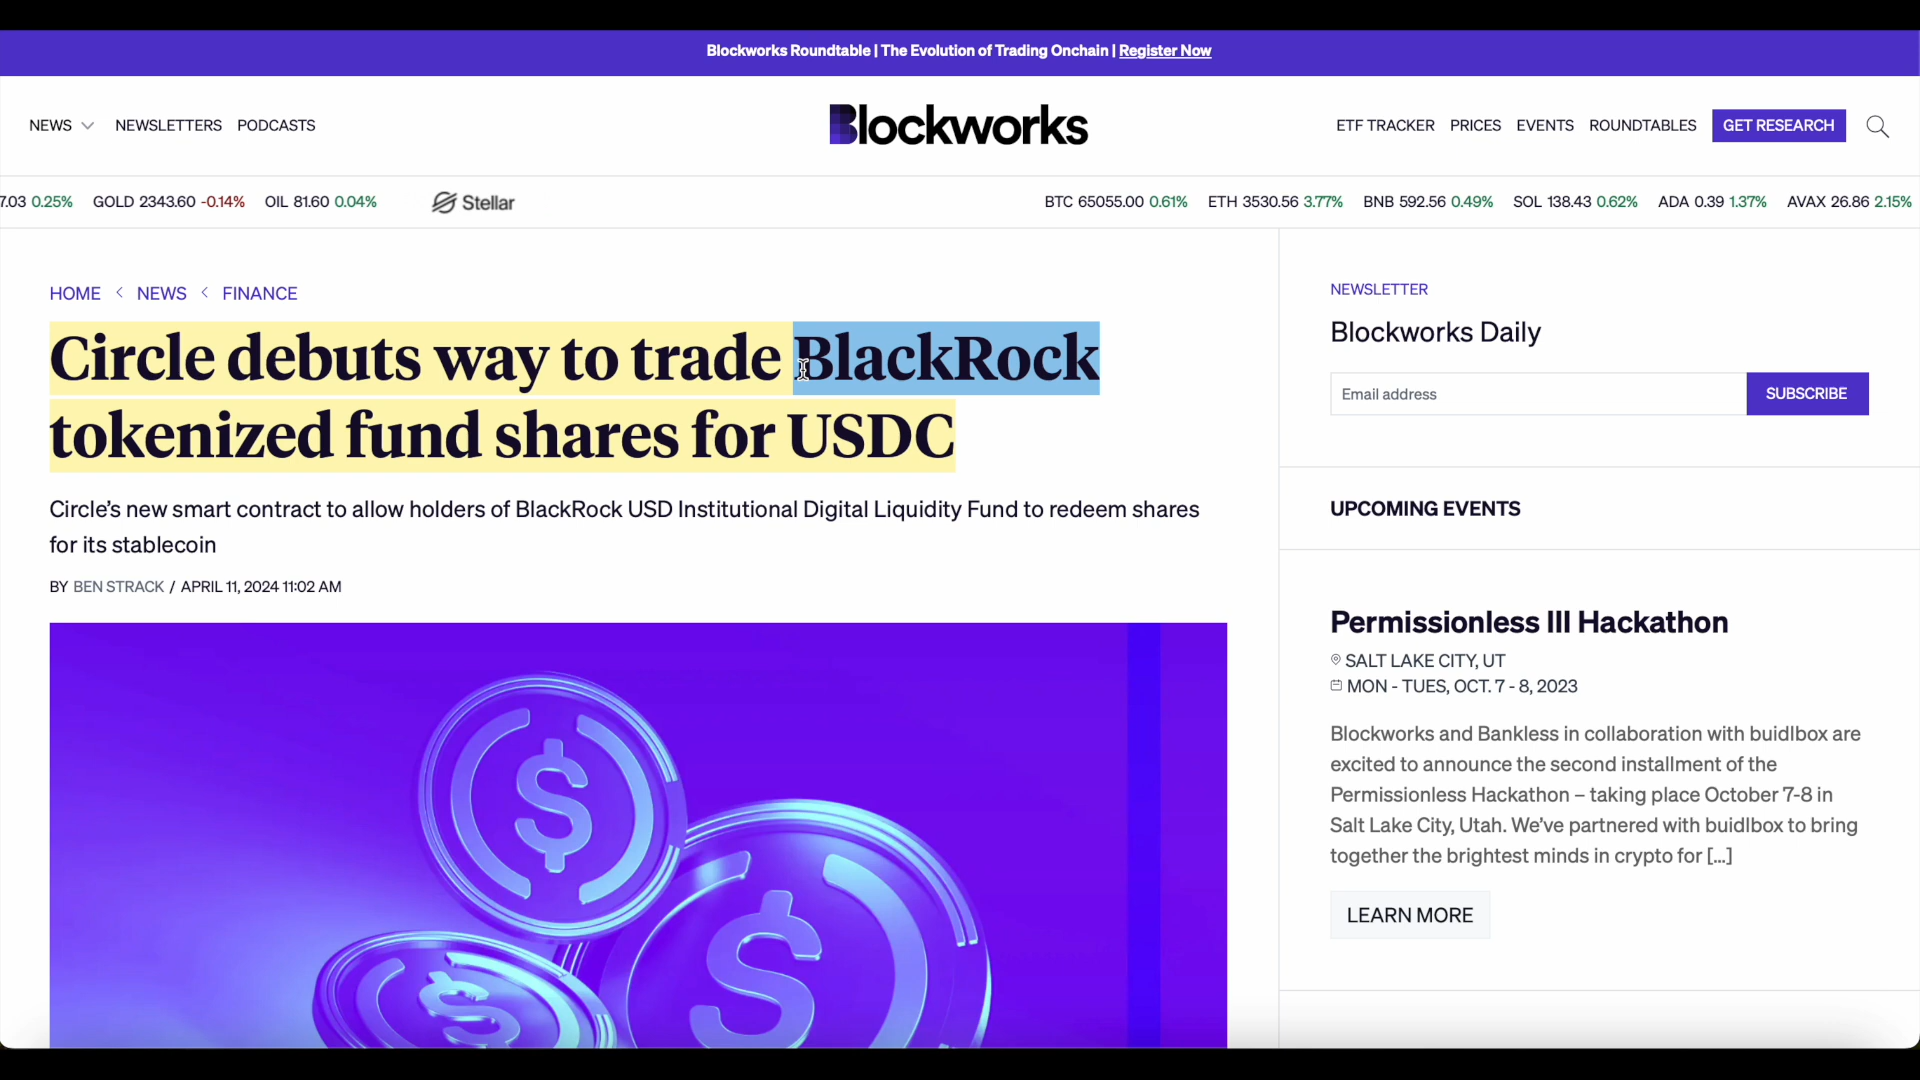 Blockworks Roundtable | The Evolution of Trading Onchain | Register Now
NEWS NEWSLETTERS PODCASTS
Blockworks
ETF TRACKER PRICES EVENTS ROUNDTABLES GET RESEARCH
7.03 0.25% GOLD 2343.60 -0.14% OIL 81.60 0.04% Stellar BTC 65055.00 0.61% ETH 3530.56 3.77% BNB 592.56 0.49% SOL 138.43 0.62% ADA 0.39 1.37% AVAX 26.86 2.15%
HOME < NEWS < FINANCE
Circle debuts way to trade BlackRock
tokenized fund shares for USDC
Circle’s new smart contract to allow holders of BlackRock USD Institutional Digital Liquidity Fund to redeem shares
for its stablecoin
BY BEN STRACK / APRIL 11, 2024 11:02 AM
$
$
$
NEWSLETTER
Blockworks Daily
Email address SUBSCRIBE
UPCOMING EVENTS
Permissionless III Hackathon
SALT LAKE CITY, UT
MON - TUES, OCT. 7 - 8, 2023
Blockworks and Bankless in collaboration with buidlbox are
excited to announce the second installment of the
Permissionless Hackathon – taking place October 7-8 in
Salt Lake City, Utah. We’ve partnered with buidlbox to bring
together the brightest minds in crypto for [...]
LEARN MORE